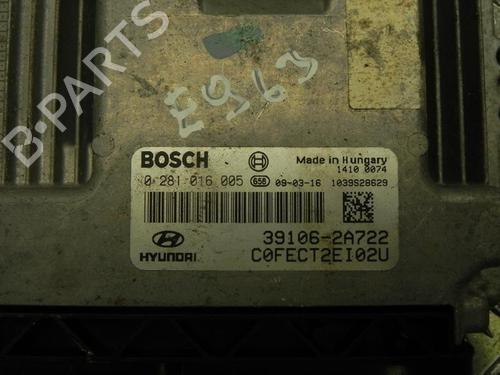 E963
BOSCH
Made in Hungary
1410 0074
0 281 016 005 656 09-03-16 1039S28629
39106-2A722
HYUNDAI C0FECT2EI02U
B-PARTS